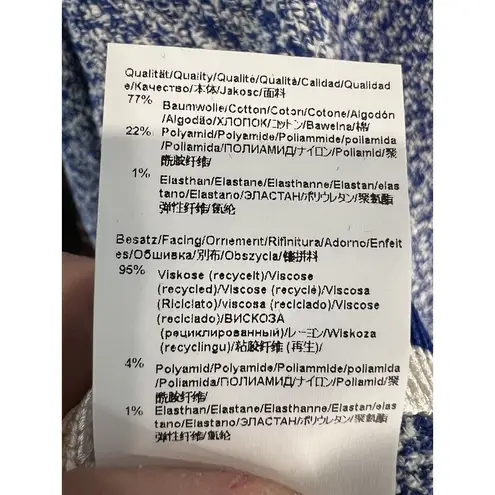 Qualität/Quality/Qualité/Qualità/Calidad/Qualidad
e/Качество/本体/Jakosc/面料
77%
Baumwolle/Cotton/Coton/Cotone/Algodón
/Algodão/ХЛОПОК/コットン/Bawelna/棉/
22% Polyamid/Polyamide/Polyammide/poliamida
/Poliamida/ПОЛИАМИД/ナイロン/Poliamid/聚
酰胺纤维/
1% Elasthan/Elastane/Elasthanne/Elastan/elas
tano/Elastano/ЭЛАСТАН/ポリウレタン/聚氨酯
弹性纤维/氨纶
Besatz/Facing/Ornement/Rifinitura/Adorno/Enfeit
es/Обшивка/別布/Obszycia/镶拼料
95% Viskose (recycelt)/Viscose
(recycled)/Viscose (recyclé)/Viscosa
(Riciclato)/viscosa (reciclado)/Viscose
(reciclado)/ВИСКОЗА
(рециклированный)/レーヨン/Wiskoza
(recyclingu)/粘胶纤维 (再生)/
4% Polyamid/Polyamide/Polyammide/poliamida
/Poliamida/ПОЛИАМИД/ナイロン/Poliamid/聚
酰胺纤维/
1% Elasthan/Elastane/Elasthanne/Elastan/elas
tano/Elastano/ЭЛАСТАН/ポリウレタン/聚氨酯
弹性纤维/氨纶